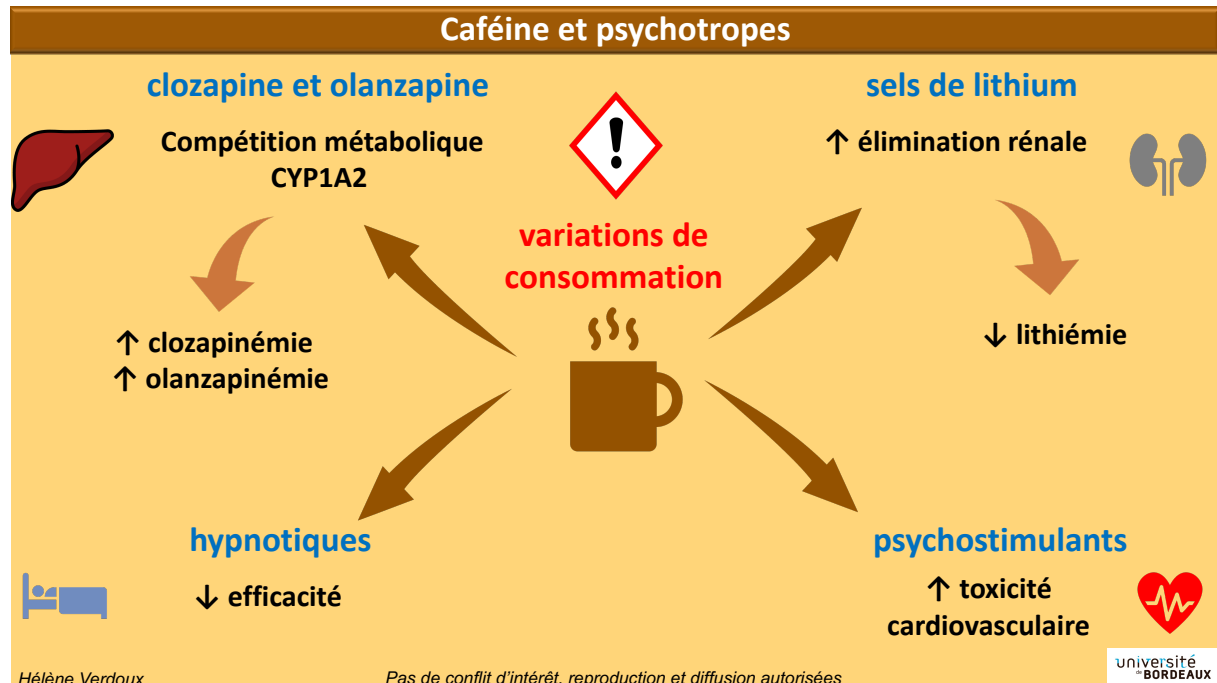 Caféine et psychotropes
clozapine et olanzapine
Compétition métabolique
CYP1A2
↑ clozapinémie
↑ olanzapinémie
!
variations de
consommation
sels de lithium
↑ élimination rénale
↓ lithiémie
hypnotiques
↓ efficacité
psychostimulants
↑ toxicité
cardiovasculaire
Hélène Verdoux
Pas de conflit d'intérêt, reproduction et diffusion autorisées
université
de BORDEAUX